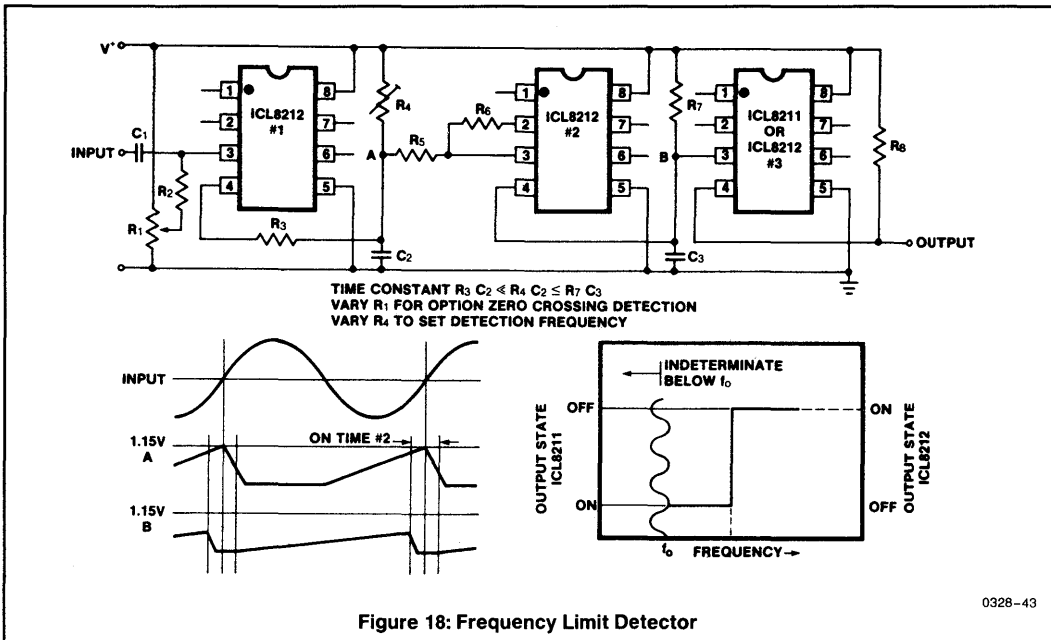 V⁺
1
2
3
4
8
7
6
5
ICL8212
#1
C₁
INPUT
R₂
R₁
R₃
R₄
A
R₅
R₆
C₂
1
2
3
4
8
7
6
5
ICL8212
#2
R₇
B
C₃
1
2
3
4
8
7
6
5
ICL8211
OR
ICL8212
#3
R₈
OUTPUT
TIME CONSTANT R₃ C₂ ≪ R₄ C₂ ≤ R₇ C₃
VARY R₁ FOR OPTION ZERO CROSSING DETECTION
VARY R₄ TO SET DETECTION FREQUENCY
INPUT
1.15V
A
ON TIME #2
1.15V
B
INDETERMINATE
BELOW fₒ
OFF
ON
OUTPUT STATE
ICL8211
ON
OFF
OUTPUT STATE
ICL8212
fₒ
FREQUENCY→
0328–43
Figure 18: Frequency Limit Detector